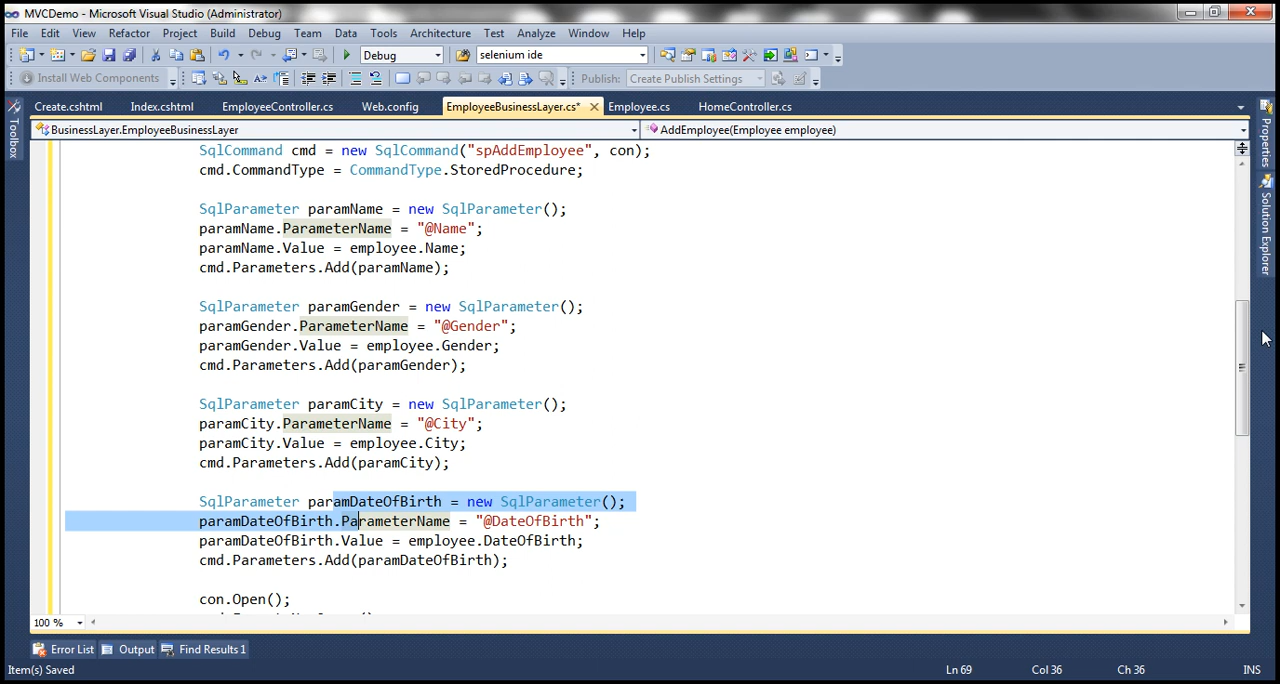 MVCDemo - Microsoft Visual Studio (Administrator)
File Edit View Refactor Project Build Debug Team Data Tools Architecture Test Analyze Window Help
Debug selenium ide
Install Web Components Publish: Create Publish Settings
Create.cshtml Index.cshtml EmployeeController.cs Web.config EmployeeBusinessLayer.cs* Employee.cs HomeController.cs
BusinessLayer.EmployeeBusinessLayer AddEmployee(Employee employee)
Toolbox
Properties
Solution Explorer
SqlCommand cmd = new SqlCommand("spAddEmployee", con);
cmd.CommandType = CommandType.StoredProcedure;
SqlParameter paramName = new SqlParameter();
paramName.ParameterName = "@Name";
paramName.Value = employee.Name;
cmd.Parameters.Add(paramName);
SqlParameter paramGender = new SqlParameter();
paramGender.ParameterName = "@Gender";
paramGender.Value = employee.Gender;
cmd.Parameters.Add(paramGender);
SqlParameter paramCity = new SqlParameter();
paramCity.ParameterName = "@City";
paramCity.Value = employee.City;
cmd.Parameters.Add(paramCity);
SqlParameter paramDateOfBirth = new SqlParameter();
paramDateOfBirth.ParameterName = "@DateOfBirth";
paramDateOfBirth.Value = employee.DateOfBirth;
cmd.Parameters.Add(paramDateOfBirth);
con.Open();
100 %
Error List Output Find Results 1
Item(s) Saved Ln 69 Col 36 Ch 36 INS